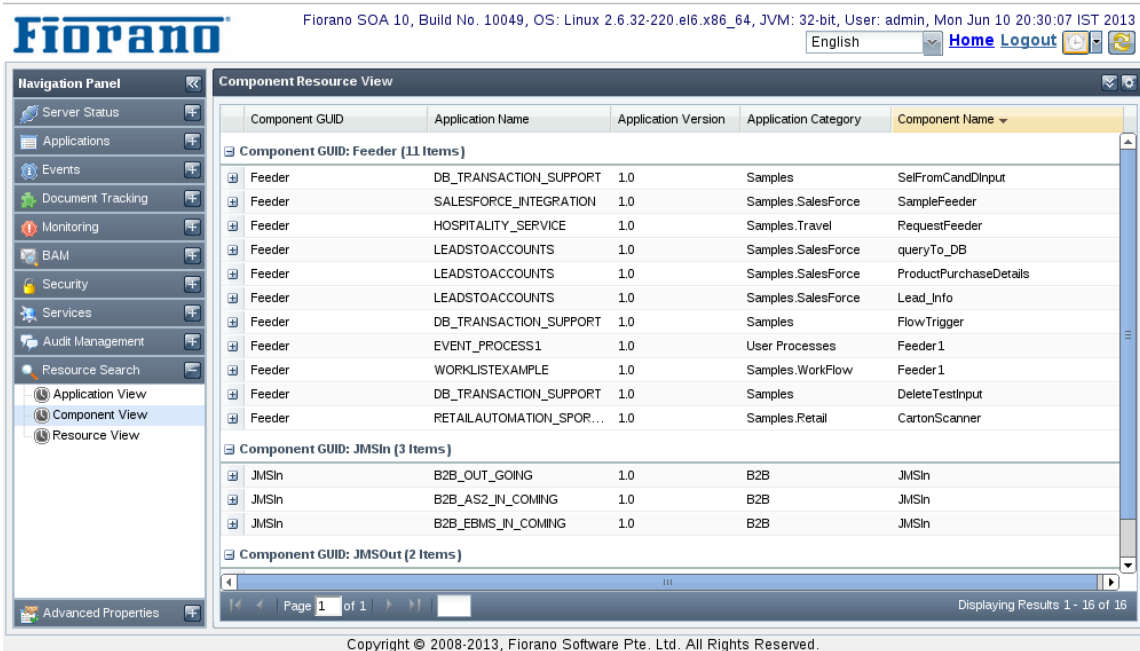 Fiorano
Fiorano SOA 10, Build No. 10049, OS: Linux 2.6.32-220.el6.x86_64, JVM: 32-bit, User: admin, Mon Jun 10 20:30:07 IST 2013
English Home Logout
Navigation Panel
Server Status
Applications
Events
Document Tracking
Monitoring
BAM
Security
Services
Audit Management
Resource Search
Application View
Component View
Resource View
Advanced Properties
Component Resource View
Component GUID Application Name Application Version Application Category Component Name
Component GUID: Feeder (11 Items)
Feeder DB_TRANSACTION_SUPPORT 1.0 Samples SelFromCandDInput
Feeder SALESFORCE_INTEGRATION 1.0 Samples.SalesForce SampleFeeder
Feeder HOSPITALITY_SERVICE 1.0 Samples.Travel RequestFeeder
Feeder LEADSTOACCOUNTS 1.0 Samples.SalesForce queryTo_DB
Feeder LEADSTOACCOUNTS 1.0 Samples.SalesForce ProductPurchaseDetails
Feeder LEADSTOACCOUNTS 1.0 Samples.SalesForce Lead_Info
Feeder DB_TRANSACTION_SUPPORT 1.0 Samples FlowTrigger
Feeder EVENT_PROCESS1 1.0 User Processes Feeder1
Feeder WORKLISTEXAMPLE 1.0 Samples.WorkFlow Feeder1
Feeder DB_TRANSACTION_SUPPORT 1.0 Samples DeleteTestInput
Feeder RETAILAUTOMATION_SPOR... 1.0 Samples.Retail CartonScanner
Component GUID: JMSIn (3 Items)
JMSIn B2B_OUT_GOING 1.0 B2B JMSIn
JMSIn B2B_AS2_IN_COMING 1.0 B2B JMSIn
JMSIn B2B_EBMS_IN_COMING 1.0 B2B JMSIn
Component GUID: JMSOut (2 Items)
Page 1 of 1 Displaying Results 1 - 16 of 16
Copyright © 2008-2013, Fiorano Software Pte. Ltd. All Rights Reserved.